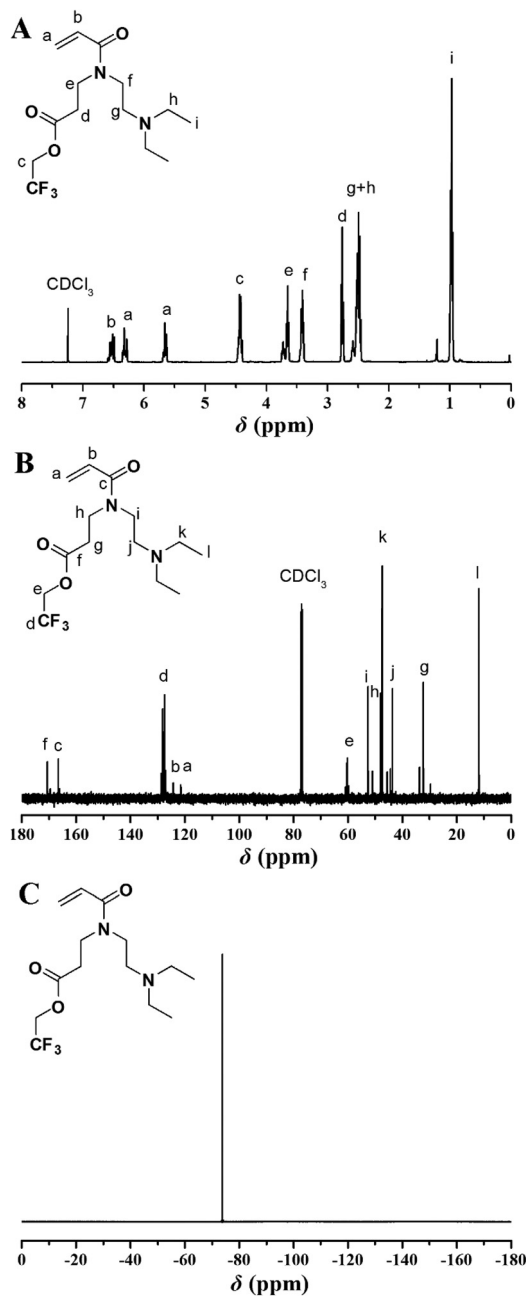 A
b
a
O
N
e
f
O
d
g
N
h
i
c
O
CF₃
CDCl₃
b
a
a
c
e
f
d
g+h
i
8 7 6 5 4 3 2 1 0
δ (ppm)
B
b
a
c
O
N
h
i
O
g
f
j
N
k
l
e
O
dCF₃
f
c
d
b
a
CDCl₃
e
i
h
k
j
g
l
180 160 140 120 100 80 60 40 20 0
δ (ppm)
C
O
N
O
N
O
CF₃
0 -20 -40 -60 -80 -100 -120 -140 -160 -180
δ (ppm)